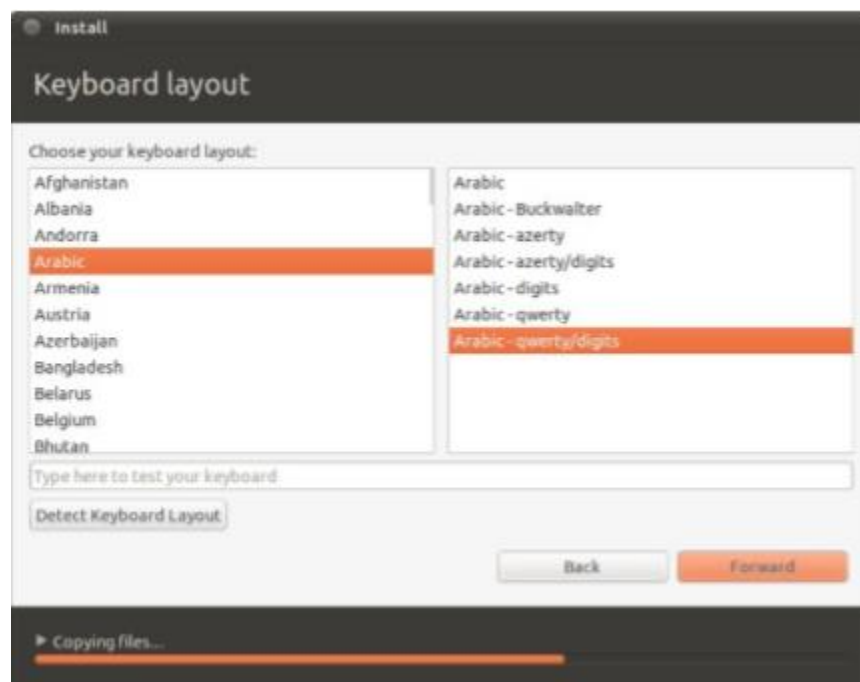 Install
Keyboard layout
Choose your keyboard layout:
Afghanistan
Albania
Andorra
Arabic
Armenia
Austria
Azerbaijan
Bangladesh
Belarus
Belgium
Bhutan
Arabic
Arabic - Buckwalter
Arabic - azerty
Arabic - azerty/digits
Arabic - digits
Arabic - qwerty
Arabic - qwerty/digits
Type here to test your keyboard
Detect Keyboard Layout
Back
Forward
Copying files...